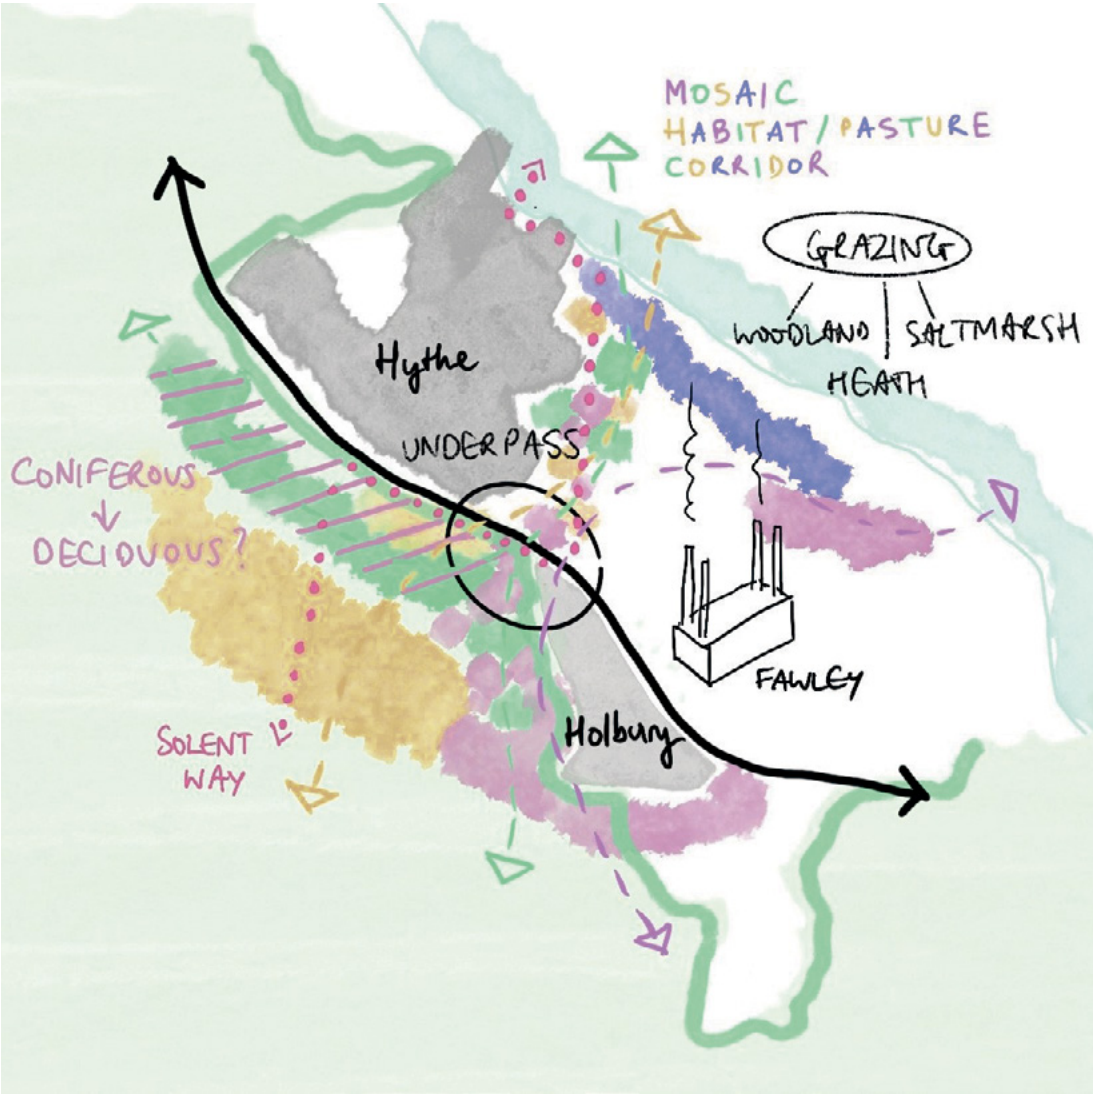 MOSAIC
HABITAT / PASTURE
CORRIDOR
GRAZING
WOODLAND
SALTMARSH
HEATH
Hythe
UNDERPASS
CONIFEROUS
DECIDUOUS?
SOLENT
WAY
FAWLEY
Holbury